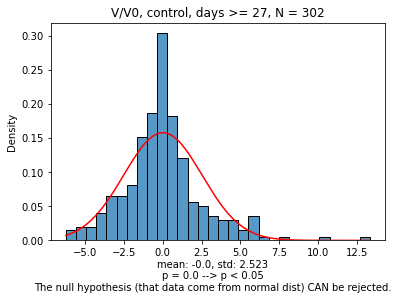 V/V0, control, days >= 27, N = 302
Density
0.30
0.25
0.20
0.15
0.10
0.05
0.00
−5.0 −2.5 0.0 2.5 5.0 7.5 10.0 12.5
mean: -0.0, std: 2.523
p = 0.0 --> p < 0.05
The null hypothesis (that data come from normal dist) CAN be rejected.